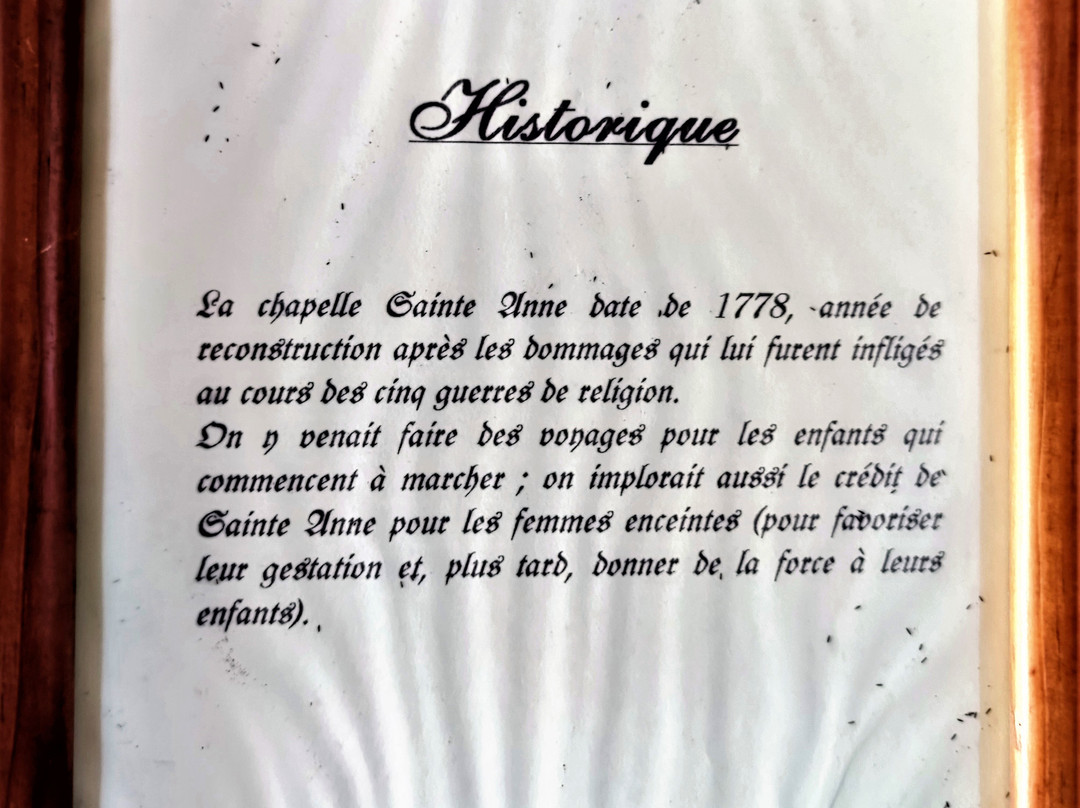 Historique
La chapelle Sainte Anne date de 1778, année de
reconstruction après les dommages qui lui furent infligés
au cours des cinq guerres de religion.
On y venait faire des voyages pour les enfants qui
commencent à marcher ; on implorait aussi le crédit de
Sainte Anne pour les femmes enceintes (pour favoriser
leur gestation et, plus tard, donner de la force à leurs
enfants).